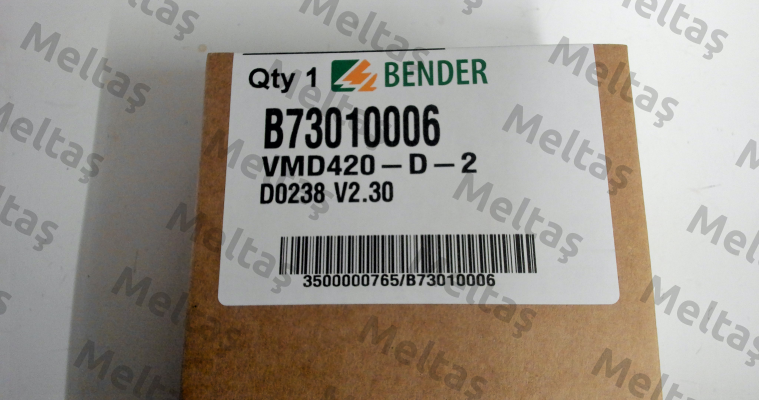 Qty 1 BENDER
B73010006
VMD420-D-2
D0238 V2.30
3500000765/B73010006
Meltaş